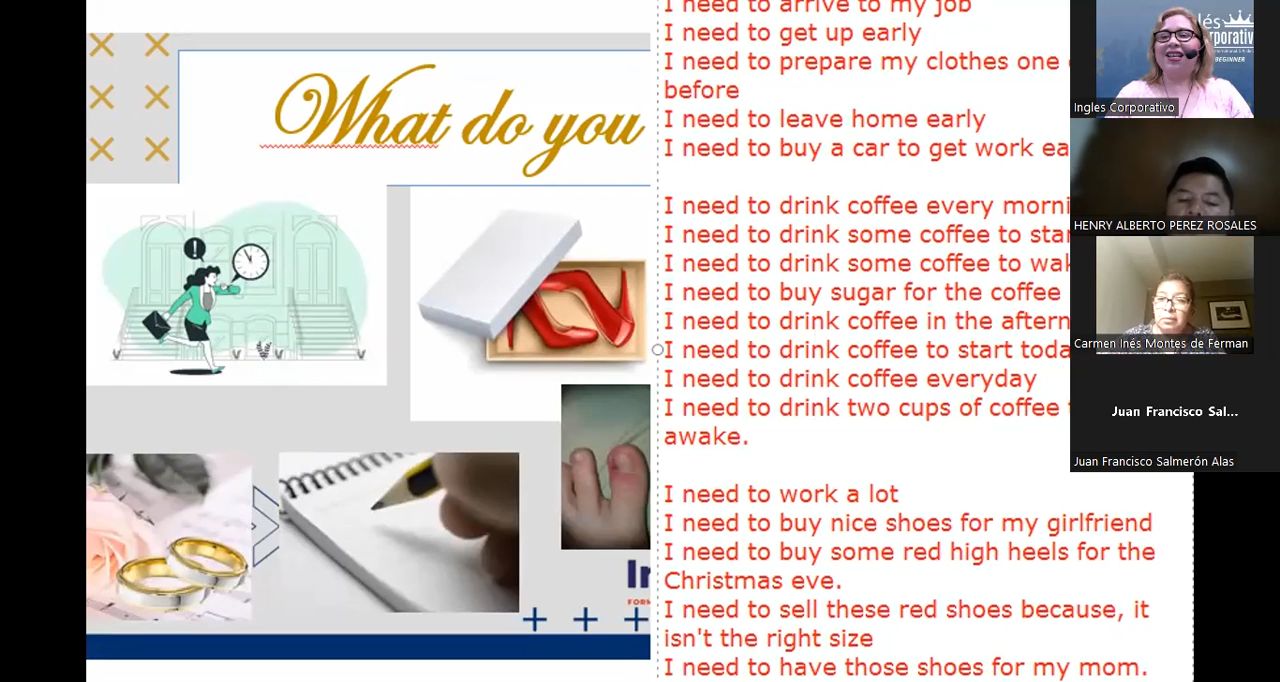 What do you
I need to arrive to my job
I need to get up early
I need to prepare my clothes one
before
I need to leave home early
I need to buy a car to get work
I need to drink coffee every
I need to drink some coffee to
I need to drink some coffee to
I need to buy sugar for the coffee
I need to drink coffee in the
I need to drink coffee to start
I need to drink coffee everyday
I need to drink two cups of coffee
awake.
I need to work a lot
I need to buy nice shoes for my girlfriend
I need to buy some red high heels for the
Christmas eve.
I need to sell these red shoes because, it
isn't the right size
I need to have those shoes for my mom.
BEGINNER
Ingles Corporativo
HENRY ALBERTO PEREZ ROSALES
Carmen Inés Montes de Ferman
Juan Francisco Sal...
Juan Francisco Salmerón Alas